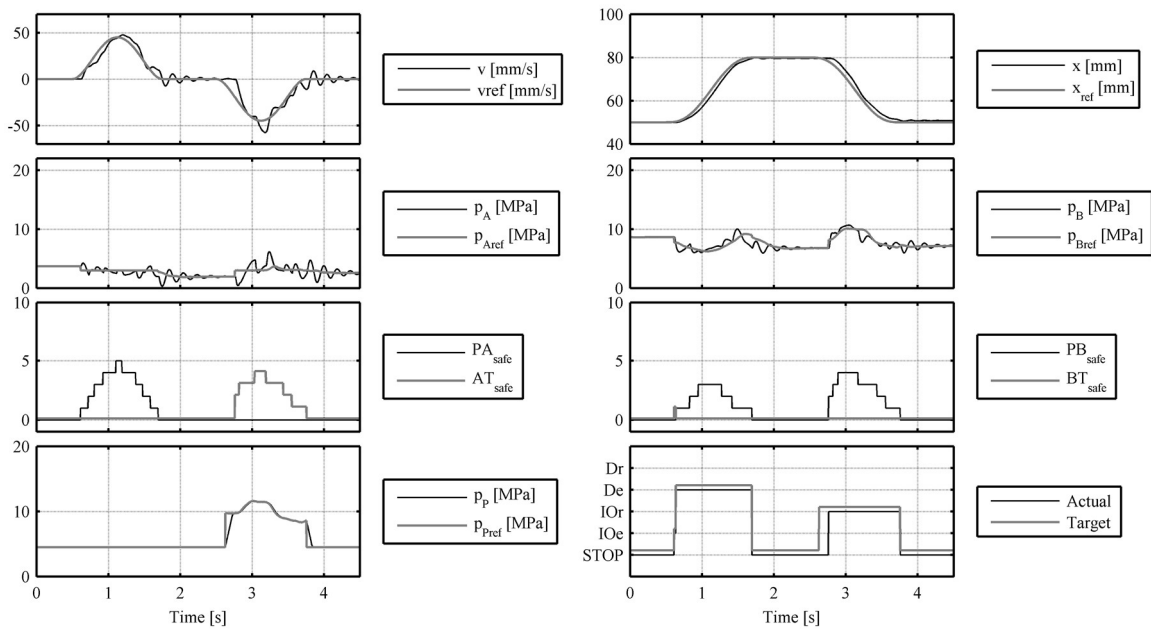 50
0
-50
v [mm/s]
vref [mm/s]
100
80
60
40
x [mm]
x_ref [mm]
20
10
0
p_A [MPa]
p_Aref [MPa]
20
10
0
p_B [MPa]
p_Bref [MPa]
10
5
0
PA_safe
AT_safe
10
5
0
PB_safe
BT_safe
20
10
0
p_P [MPa]
p_Pref [MPa]
0 1 2 3 4
Time [s]
Dr
De
IOr
IOe
STOP
Actual
Target
0 1 2 3 4
Time [s]